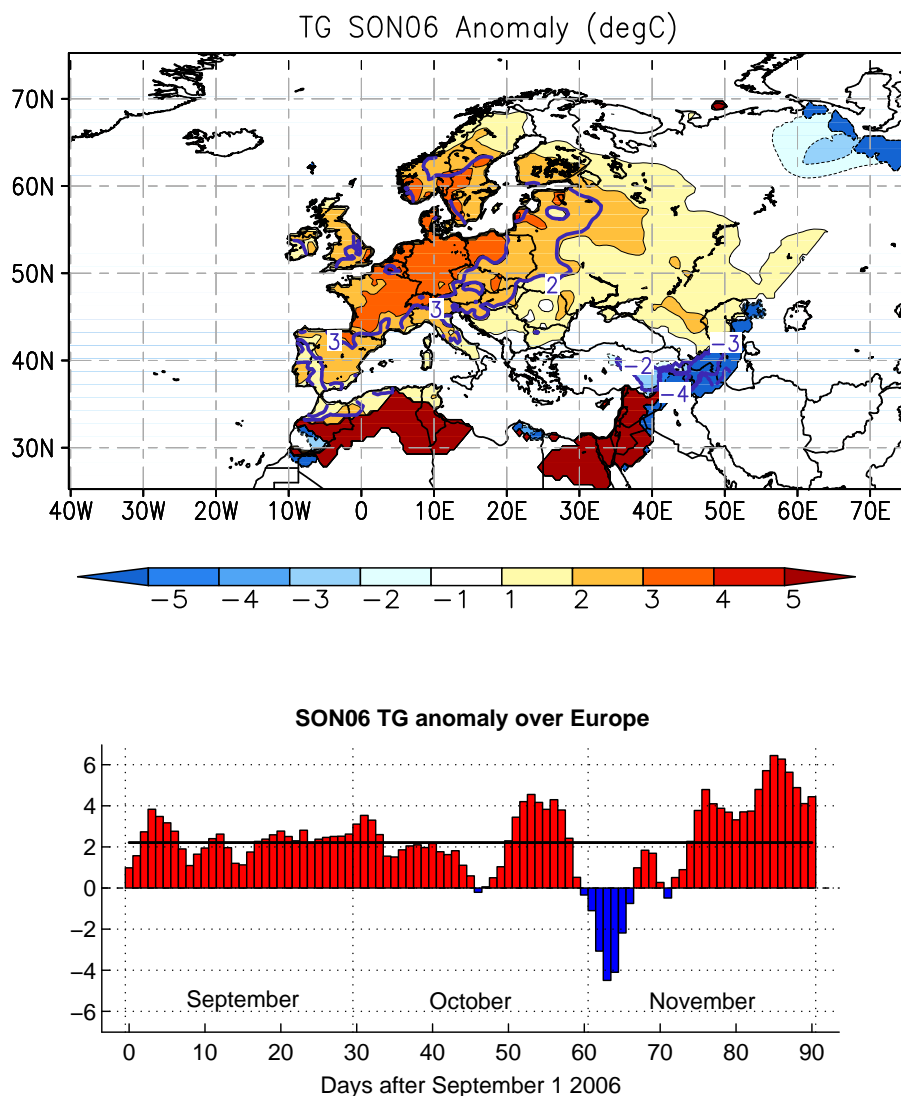 TG SON06 Anomaly (degC)
70N
60N
50N
2
3
3
40N
-3
-2
-4
30N
40W 30W 20W 10W 0 10E 20E 30E 40E 50E 60E 70E
−5 −4 −3 −2 −1 1 2 3 4 5
SON06 TG anomaly over Europe
6
4
2
0
−2
−4
−6
September October November
0 10 20 30 40 50 60 70 80 90
Days after September 1 2006